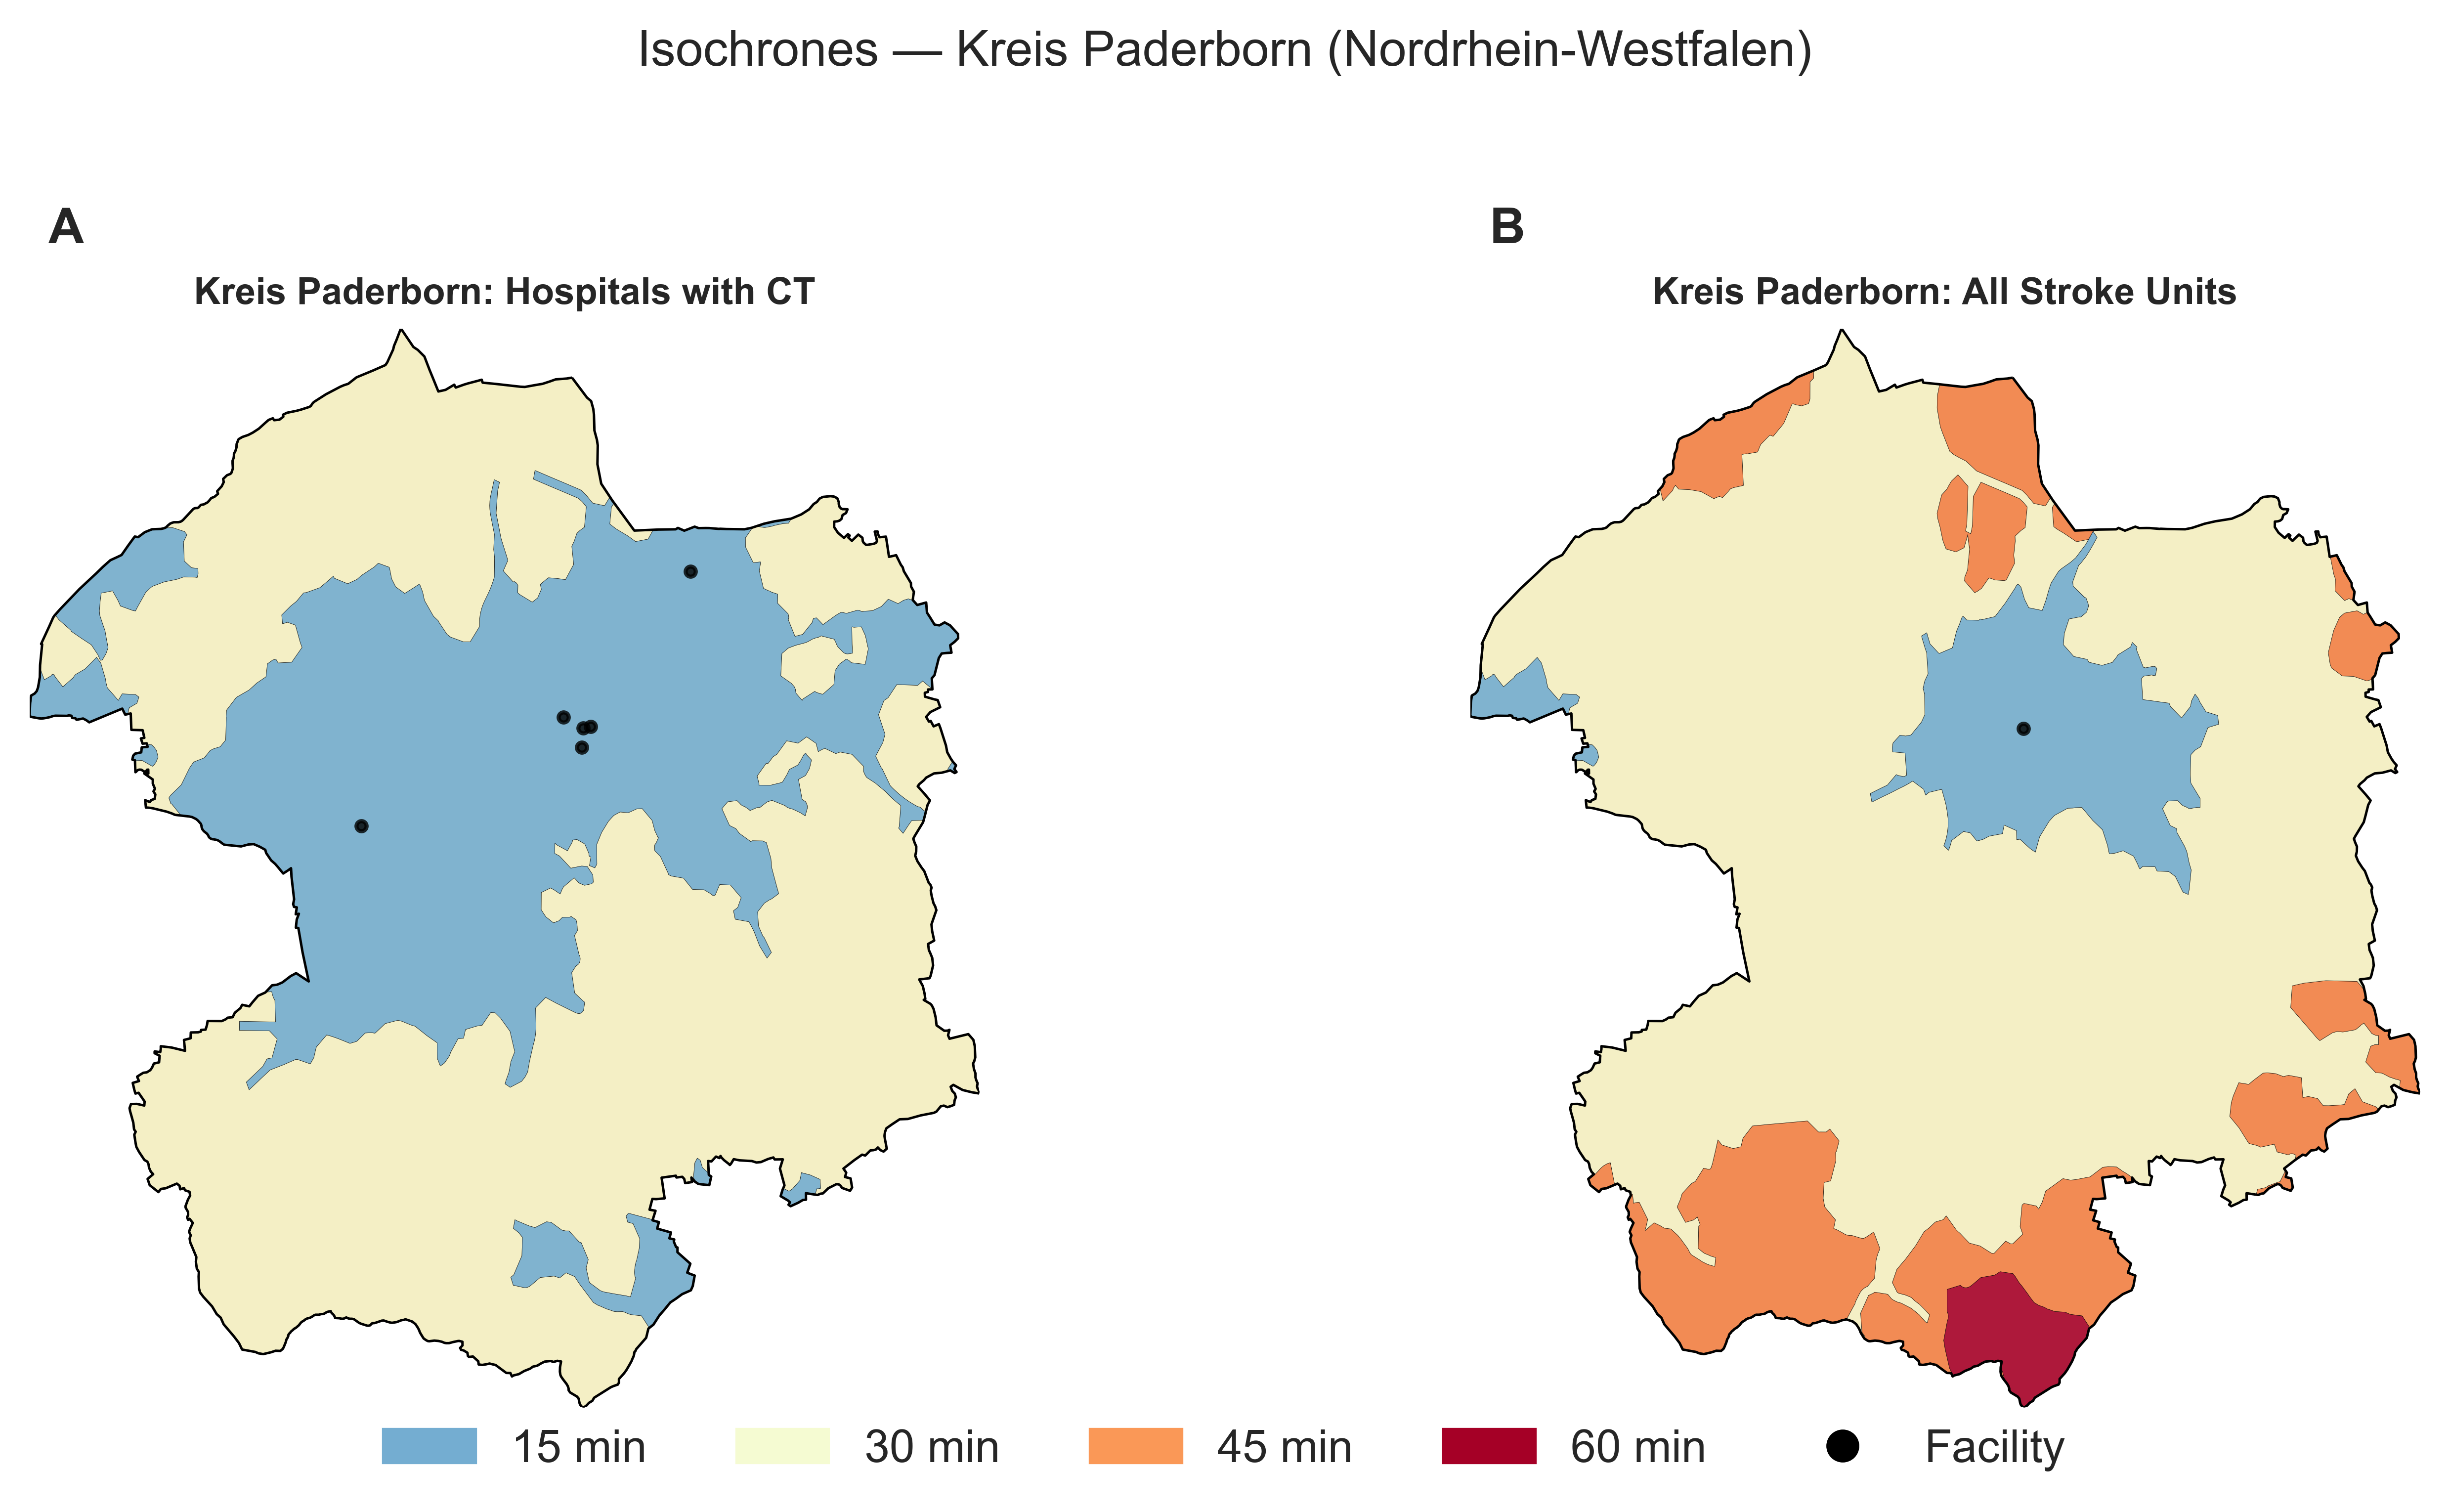 Isochrones — Kreis Paderborn (Nordrhein-Westfalen)
A
Kreis Paderborn: Hospitals with CT
B
Kreis Paderborn: All Stroke Units
15 min
30 min
45 min
60 min
Facility